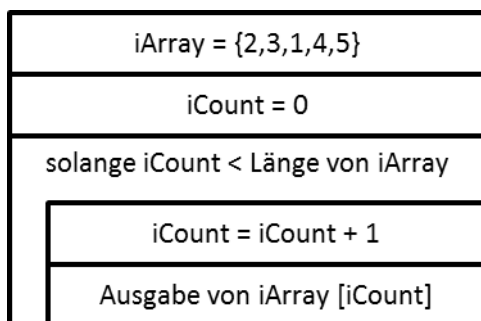 iArray = {2,3,1,4,5}
iCount = 0
solange iCount < Länge von iArray
iCount = iCount + 1
Ausgabe von iArray [iCount]